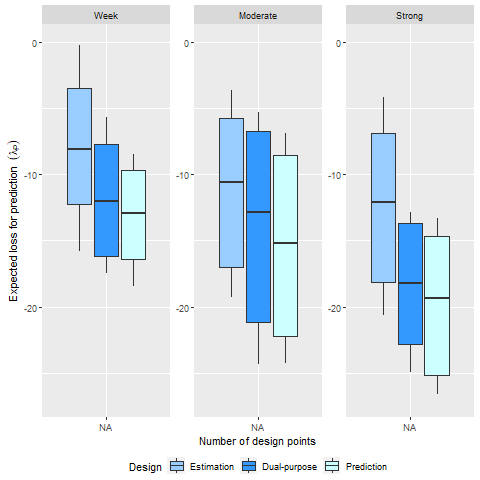 Week Moderate Strong
0 0 0
-10 -10 -10
-20 -20 -20
Expected loss for prediction (λ𝒫)
NA NA NA
Number of design points
Design Estimation Dual-purpose Prediction